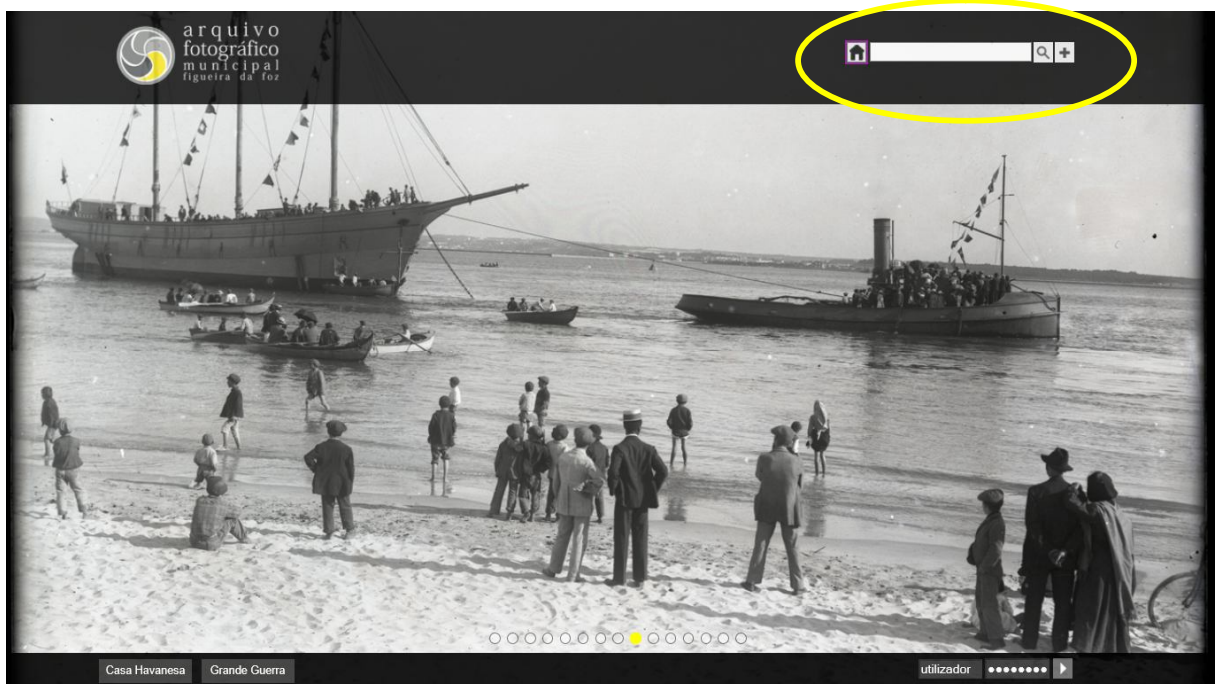 arquivo
fotográfico
municipal
figueira da foz
Casa Havanesa
Grande Guerra
utilizador